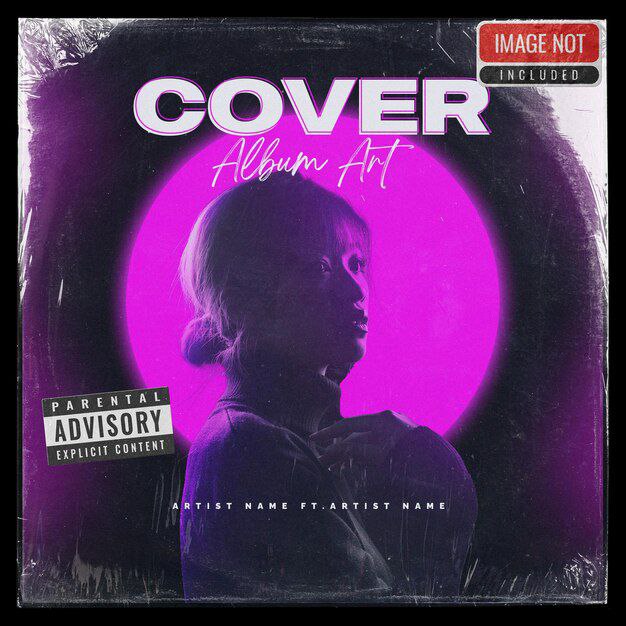 IMAGE NOT
INCLUDED
COVER
Album Art
PARENTAL
ADVISORY
EXPLICIT CONTENT
ARTIST NAME FT.ARTIST NAME